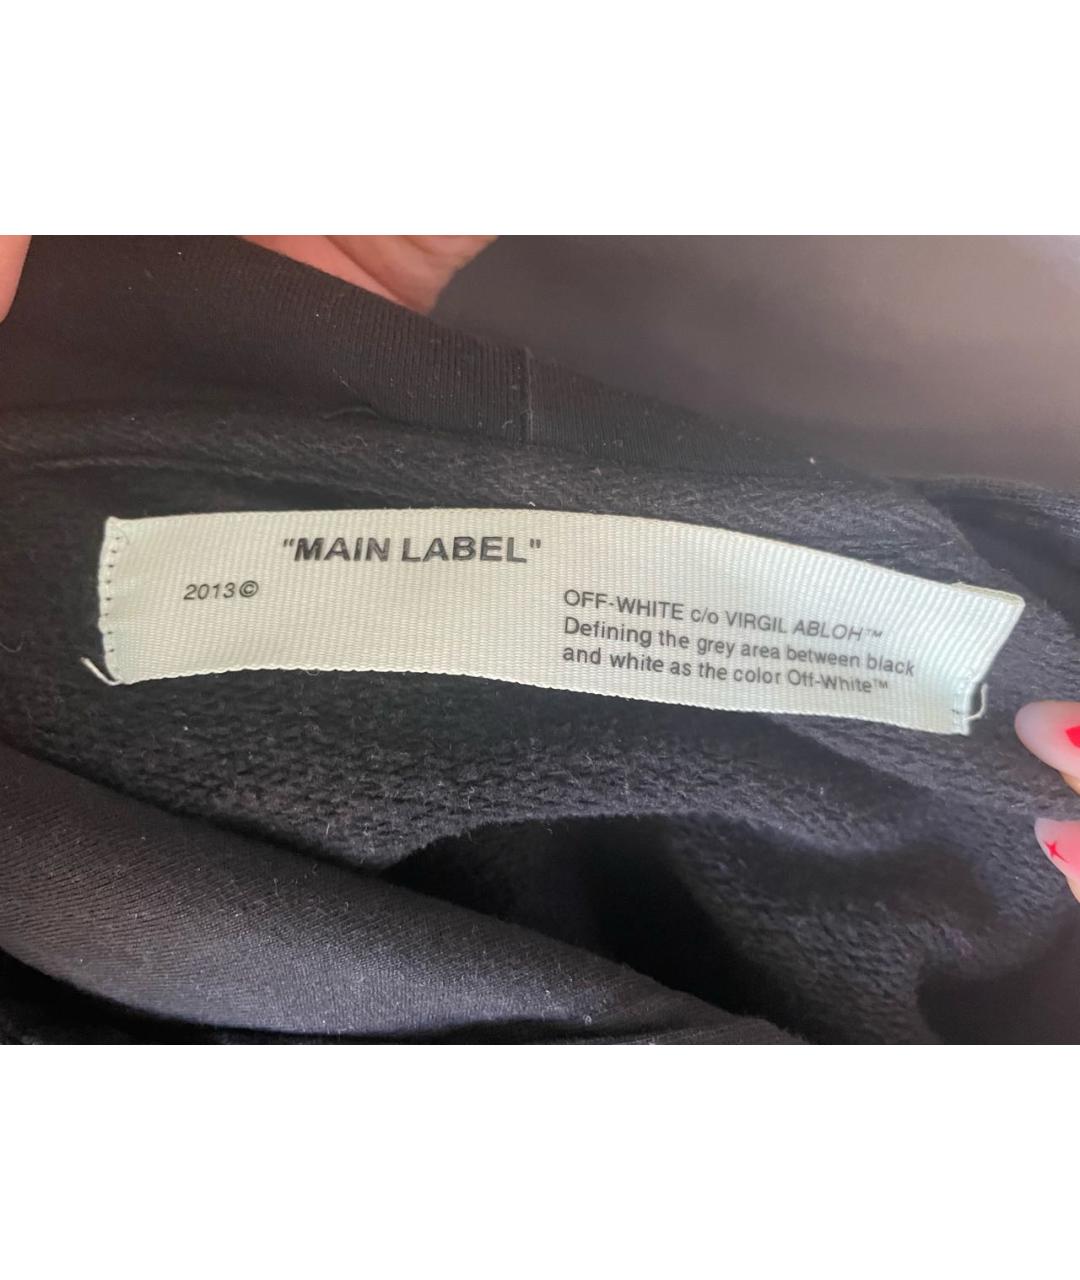 "MAIN LABEL"
2013©
OFF-WHITE c/o VIRGIL ABLOH™
Defining the grey area between black
and white as the color Off-White™